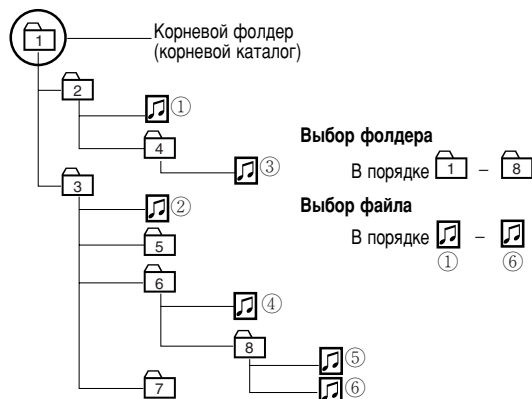 1
Корневой фолдер
(корневой каталог)
2
①
4
③
3
②
5
6
④
8
⑤
⑥
7
Выбор фолдера
В порядке 1 – 8
Выбор файла
В порядке –
① ⑥